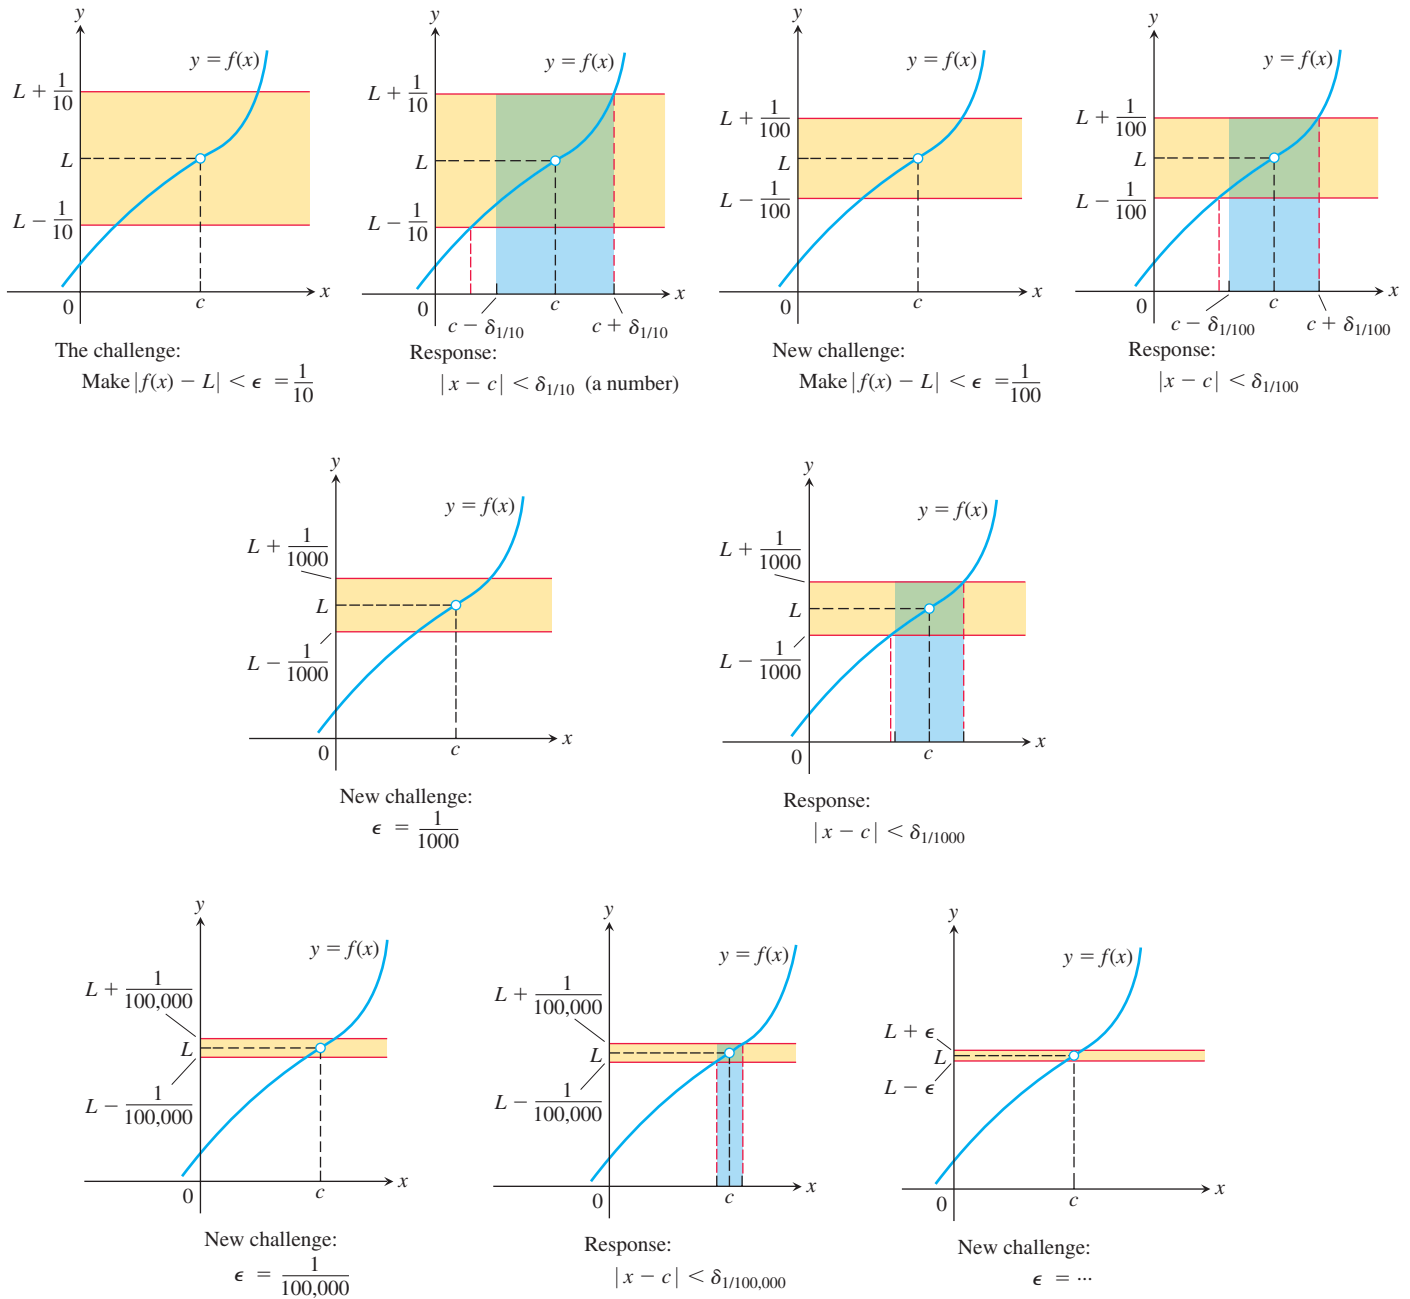 y
y = f(x)
L + 1/10
L
L − 1/10
0
c
x
The challenge:
Make |f(x) − L| < ϵ = 1/10
y
y = f(x)
L + 1/10
L
L − 1/10
0
c
x
c − δ1/10
c + δ1/10
Response:
|x − c| < δ1/10 (a number)
y
y = f(x)
L + 1/100
L
L − 1/100
0
c
x
New challenge:
Make |f(x) − L| < ϵ = 1/100
y
y = f(x)
L + 1/100
L
L − 1/100
0
c
x
c − δ1/100
c + δ1/100
Response:
|x − c| < δ1/100
y
y = f(x)
L + 1/1000
L
L − 1/1000
0
c
x
New challenge:
ϵ = 1/1000
y
y = f(x)
L + 1/1000
L
L − 1/1000
0
c
x
Response:
|x − c| < δ1/1000
y
y = f(x)
L + 1/100,000
L
L − 1/100,000
0
c
x
New challenge:
ϵ = 1/100,000
y
y = f(x)
L + 1/100,000
L
L − 1/100,000
0
c
x
Response:
|x − c| < δ1/100,000
y
y = f(x)
L + ϵ
L
L − ϵ
0
c
x
New challenge:
ϵ = ···